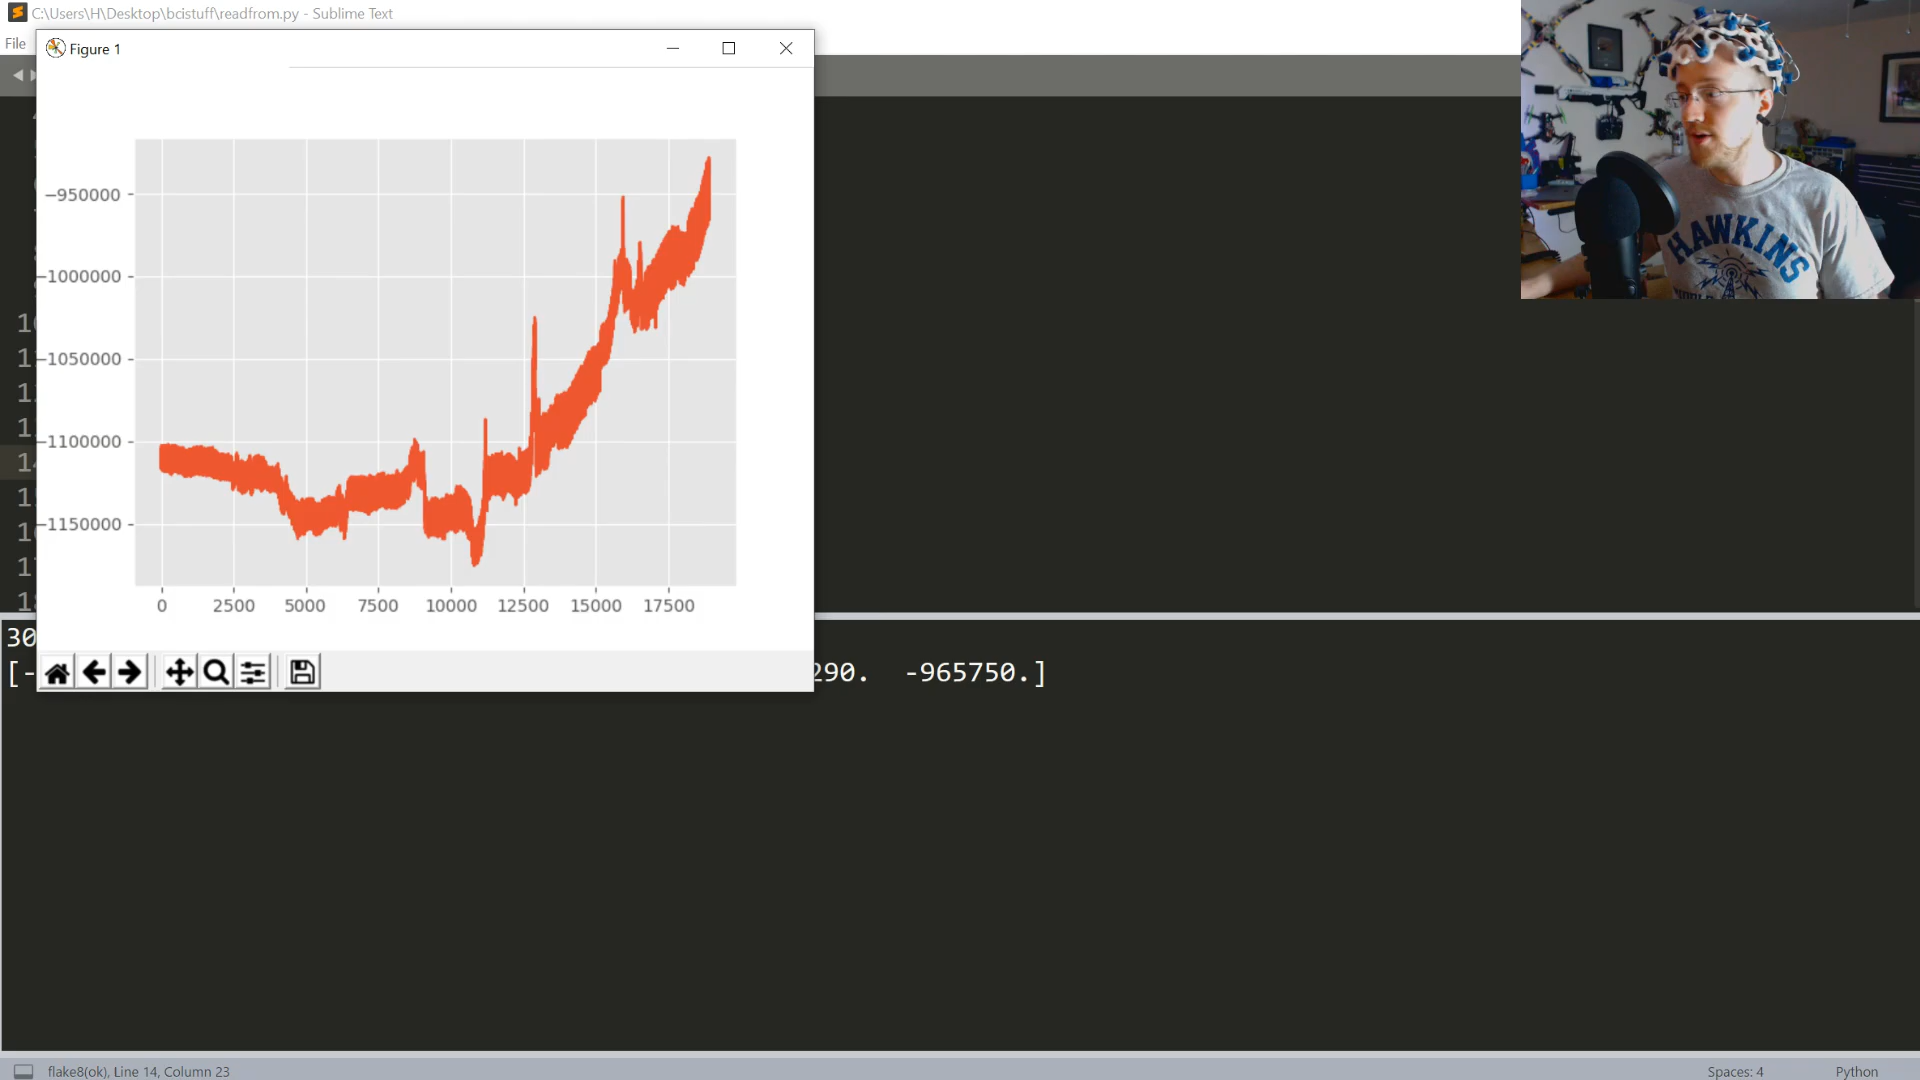 C:\Users\H\Desktop\bcistuff\readfrom.py - Sublime Text
File
Figure 1
−950000
−1000000
−1050000
−1100000
−1150000
0 2500 5000 7500 10000 12500 15000 17500
30
[- 290. -965750.]
HAWKINS
flake8(ok), Line 14, Column 23
Spaces: 4
Python